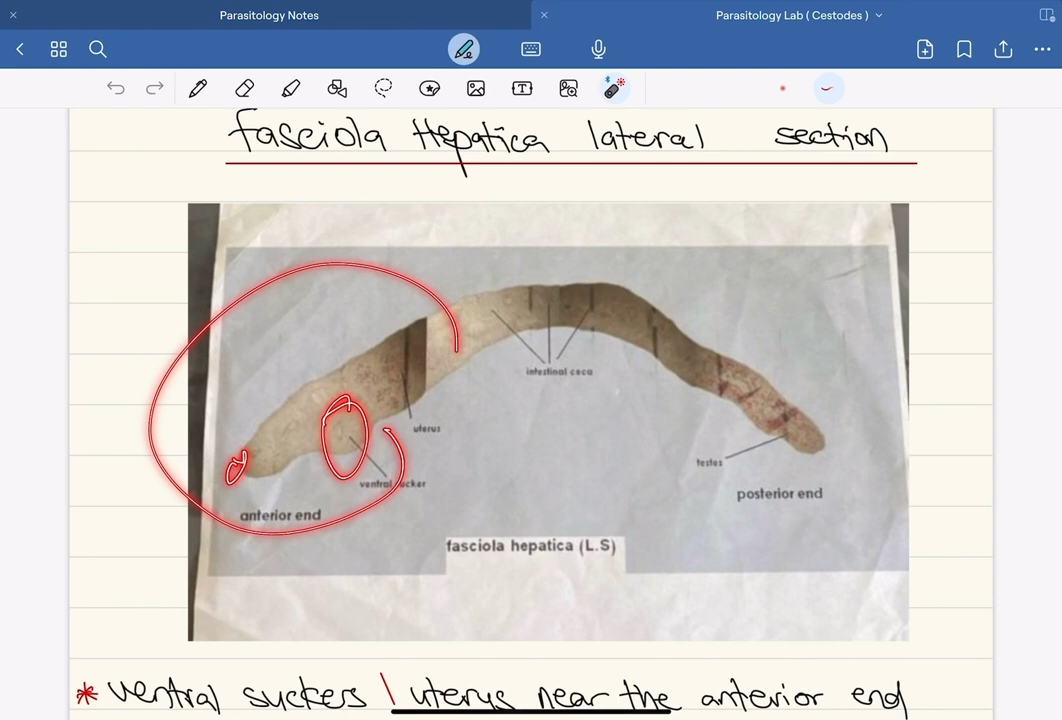 Parasitology Notes
Parasitology Lab ( Cestodes )
fasciola Hepatica lateral section
intestinal ceca
uterus
testes
ventral sucker
posterior end
anterior end
fasciola hepatica (L.S)
* ventral suckers \ uterus near the anterior end